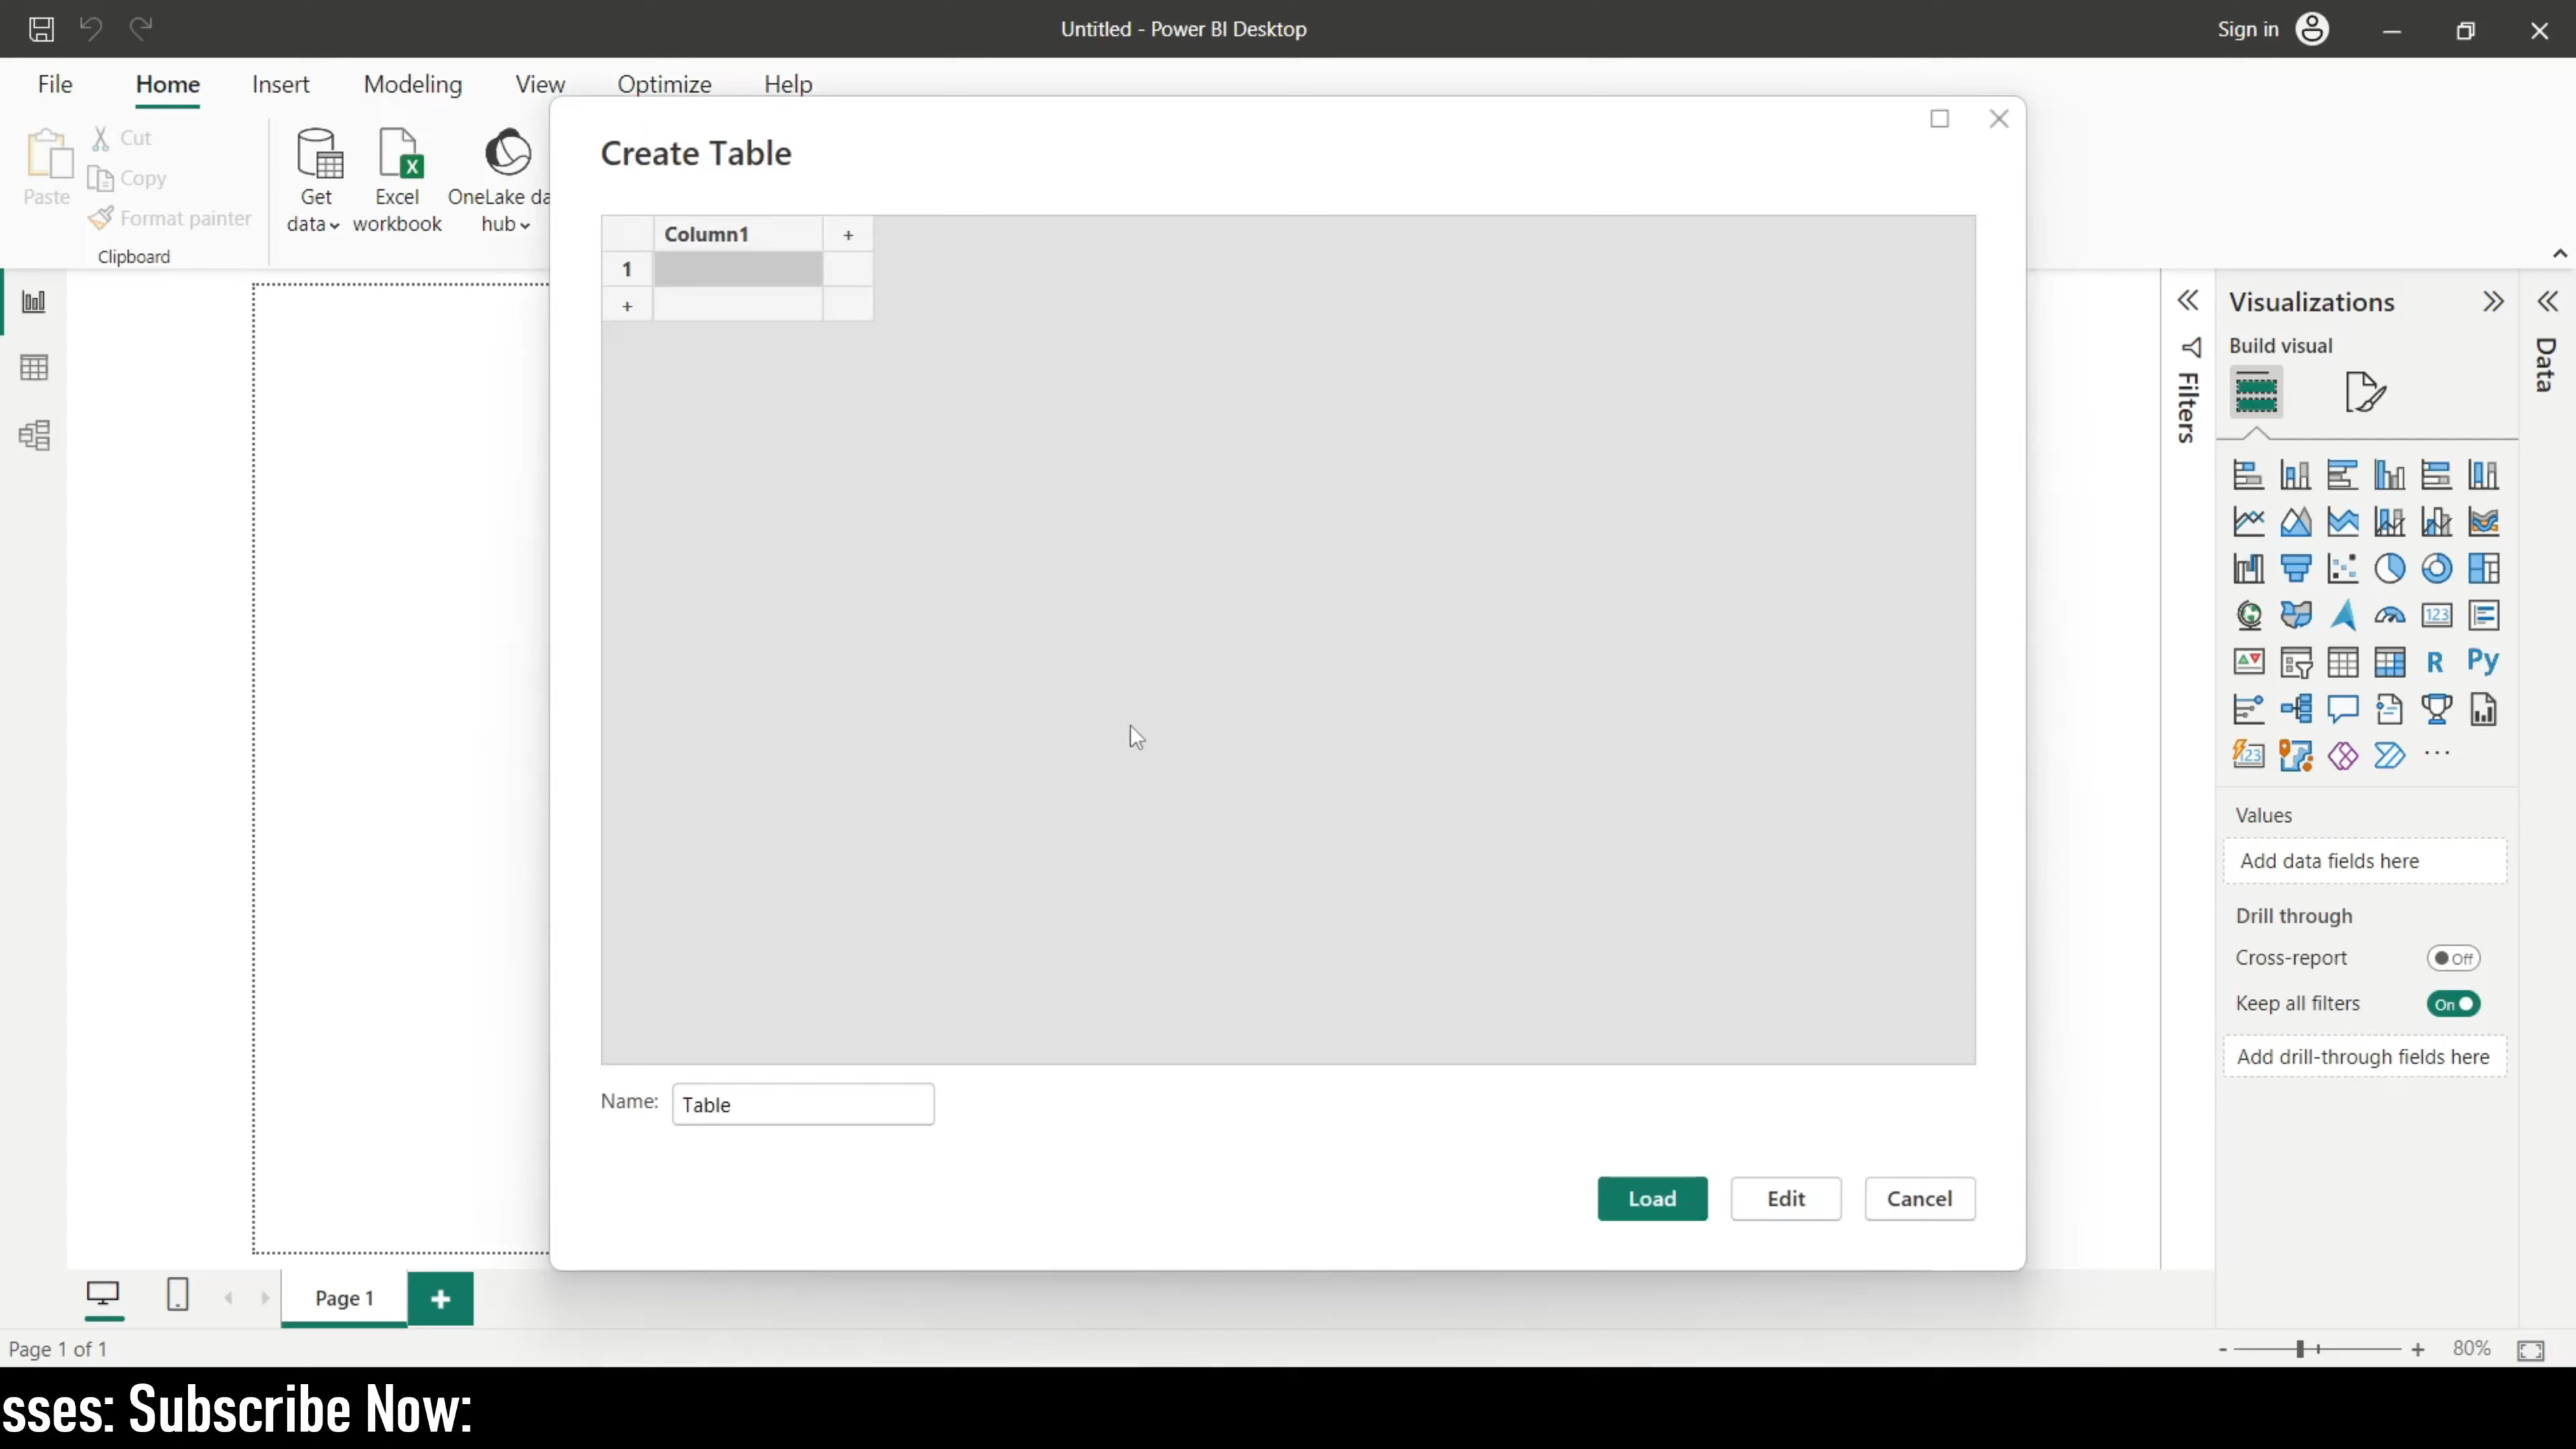 Untitled - Power BI Desktop
Sign in
File
Home
Insert
Modeling
View
Optimize
Help
Paste
Cut
Copy
Format painter
Clipboard
Get
data
Excel
workbook
OneLake da
hub
Create Table
Column1
+
1
+
Name:
Table
Load
Edit
Cancel
Filters
Visualizations
Build visual
123
R
Py
123
...
Values
Add data fields here
Drill through
Cross-report
Off
Keep all filters
On
Add drill-through fields here
Data
Page 1
+
Page 1 of 1
-
+
80%
sses: Subscribe Now: